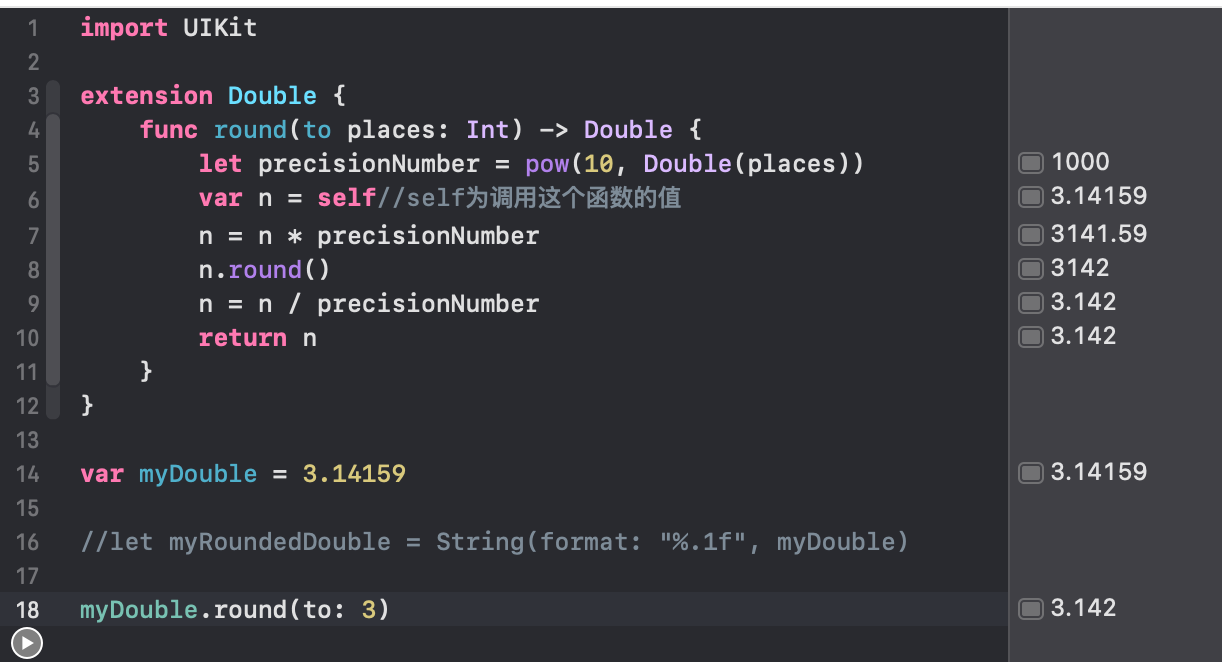 1 import UIKit
2
3 extension Double {
4 func round(to places: Int) -> Double {
5 let precisionNumber = pow(10, Double(places)) 1000
6 var n = self//self为调用这个函数的值 3.14159
7 n = n * precisionNumber 3141.59
8 n.round() 3142
9 n = n / precisionNumber 3.142
10 return n 3.142
11 }
12 }
13
14 var myDouble = 3.14159 3.14159
15
16 //let myRoundedDouble = String(format: "%.1f", myDouble)
17
18 myDouble.round(to: 3) 3.142